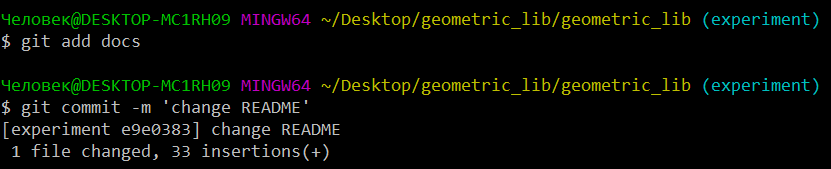 Человек@DESKTOP-MC1RH09 MINGW64 ~/Desktop/geometric_lib/geometric_lib (experiment)
$ git add docs
Человек@DESKTOP-MC1RH09 MINGW64 ~/Desktop/geometric_lib/geometric_lib (experiment)
$ git commit -m 'change README'
[experiment e9e0383] change README
 1 file changed, 33 insertions(+)